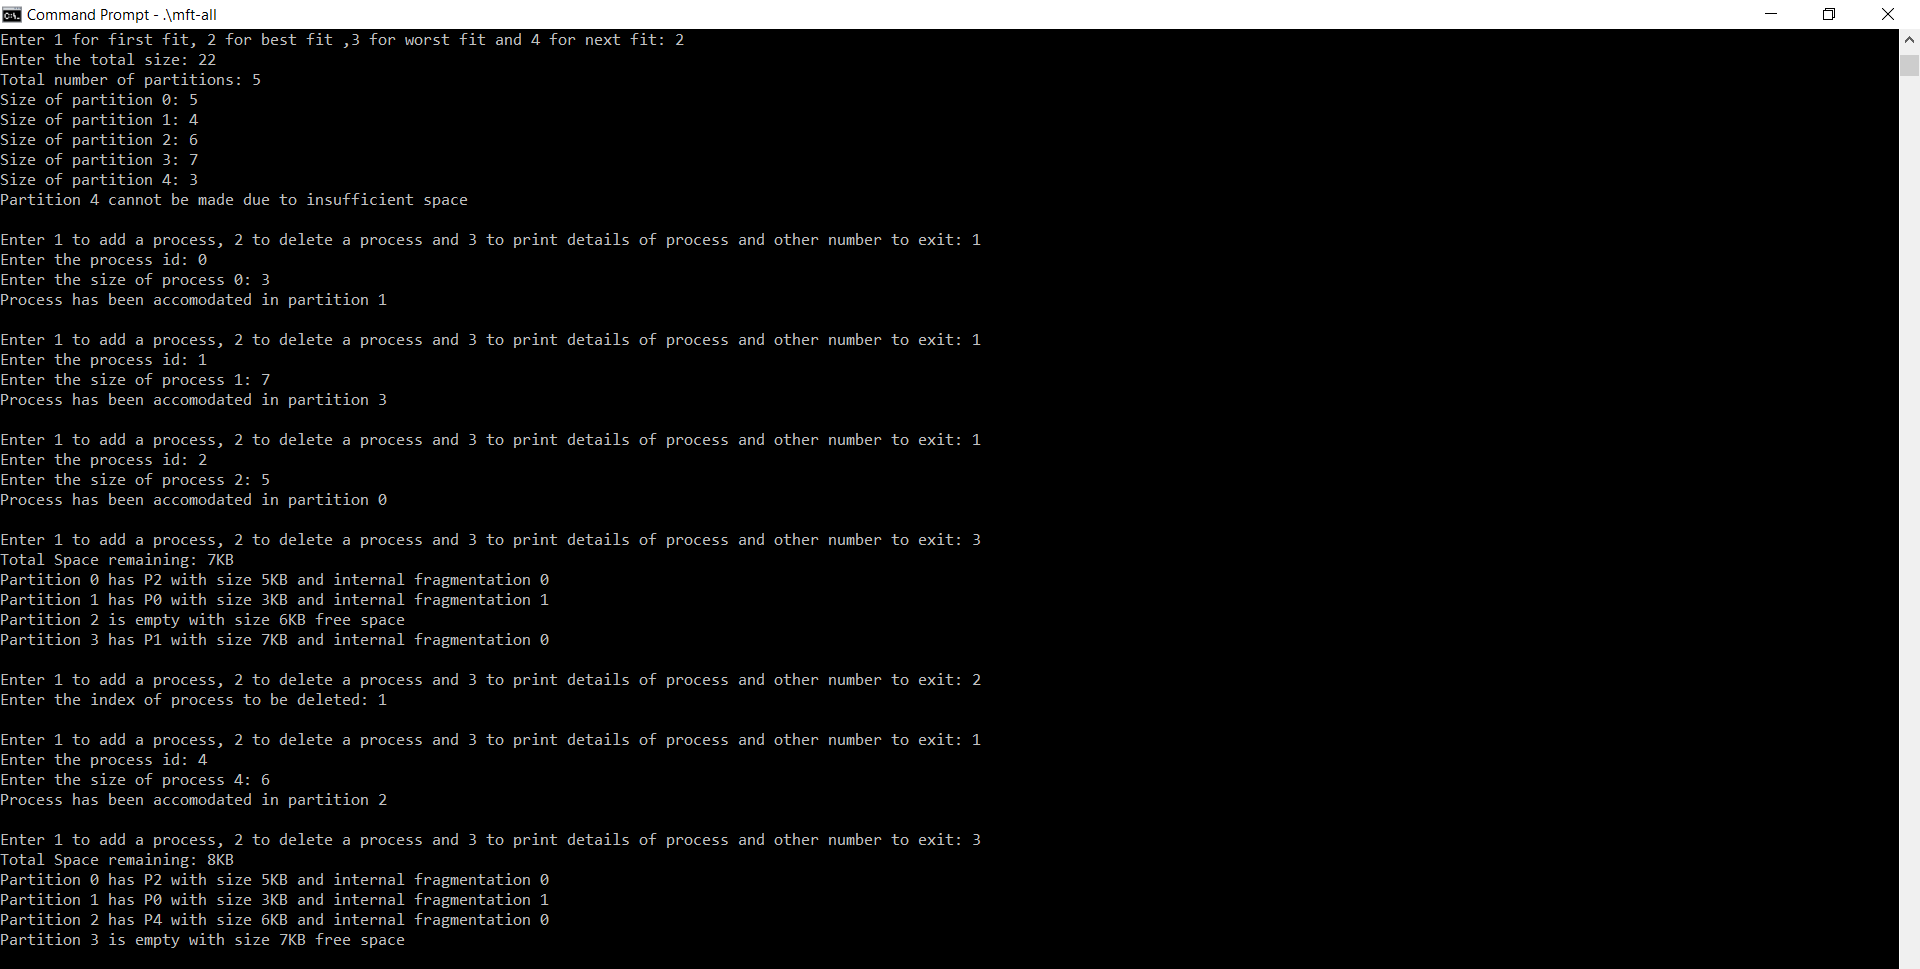 Command Prompt - .\mft-all
Enter 1 for first fit, 2 for best fit ,3 for worst fit and 4 for next fit: 2
Enter the total size: 22
Total number of partitions: 5
Size of partition 0: 5
Size of partition 1: 4
Size of partition 2: 6
Size of partition 3: 7
Size of partition 4: 3
Partition 4 cannot be made due to insufficient space
Enter 1 to add a process, 2 to delete a process and 3 to print details of process and other number to exit: 1
Enter the process id: 0
Enter the size of process 0: 3
Process has been accomodated in partition 1
Enter 1 to add a process, 2 to delete a process and 3 to print details of process and other number to exit: 1
Enter the process id: 1
Enter the size of process 1: 7
Process has been accomodated in partition 3
Enter 1 to add a process, 2 to delete a process and 3 to print details of process and other number to exit: 1
Enter the process id: 2
Enter the size of process 2: 5
Process has been accomodated in partition 0
Enter 1 to add a process, 2 to delete a process and 3 to print details of process and other number to exit: 3
Total Space remaining: 7KB
Partition 0 has P2 with size 5KB and internal fragmentation 0
Partition 1 has P0 with size 3KB and internal fragmentation 1
Partition 2 is empty with size 6KB free space
Partition 3 has P1 with size 7KB and internal fragmentation 0
Enter 1 to add a process, 2 to delete a process and 3 to print details of process and other number to exit: 2
Enter the index of process to be deleted: 1
Enter 1 to add a process, 2 to delete a process and 3 to print details of process and other number to exit: 1
Enter the process id: 4
Enter the size of process 4: 6
Process has been accomodated in partition 2
Enter 1 to add a process, 2 to delete a process and 3 to print details of process and other number to exit: 3
Total Space remaining: 8KB
Partition 0 has P2 with size 5KB and internal fragmentation 0
Partition 1 has P0 with size 3KB and internal fragmentation 1
Partition 2 has P4 with size 6KB and internal fragmentation 0
Partition 3 is empty with size 7KB free space